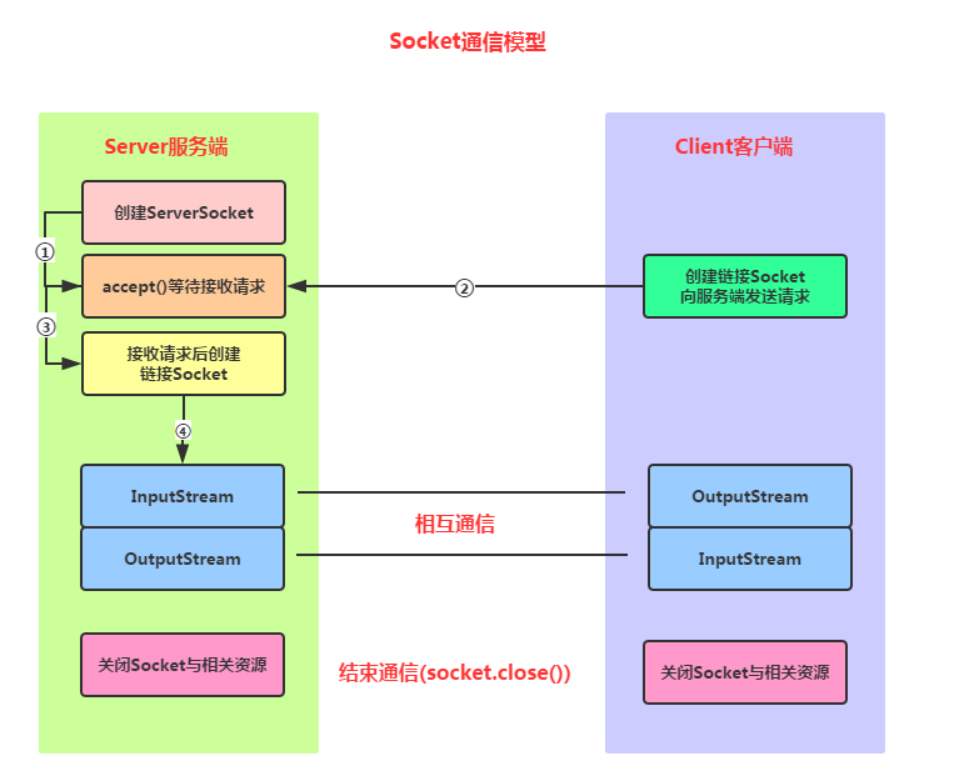 Socket通信模型
Server服务端
Client客户端
创建ServerSocket
①
accept()等待接收请求
②
创建链接Socket
向服务端发送请求
③
接收请求后创建
链接Socket
④
InputStream
OutputStream
相互通信
OutputStream
InputStream
关闭Socket与相关资源
结束通信(socket.close())
关闭Socket与相关资源